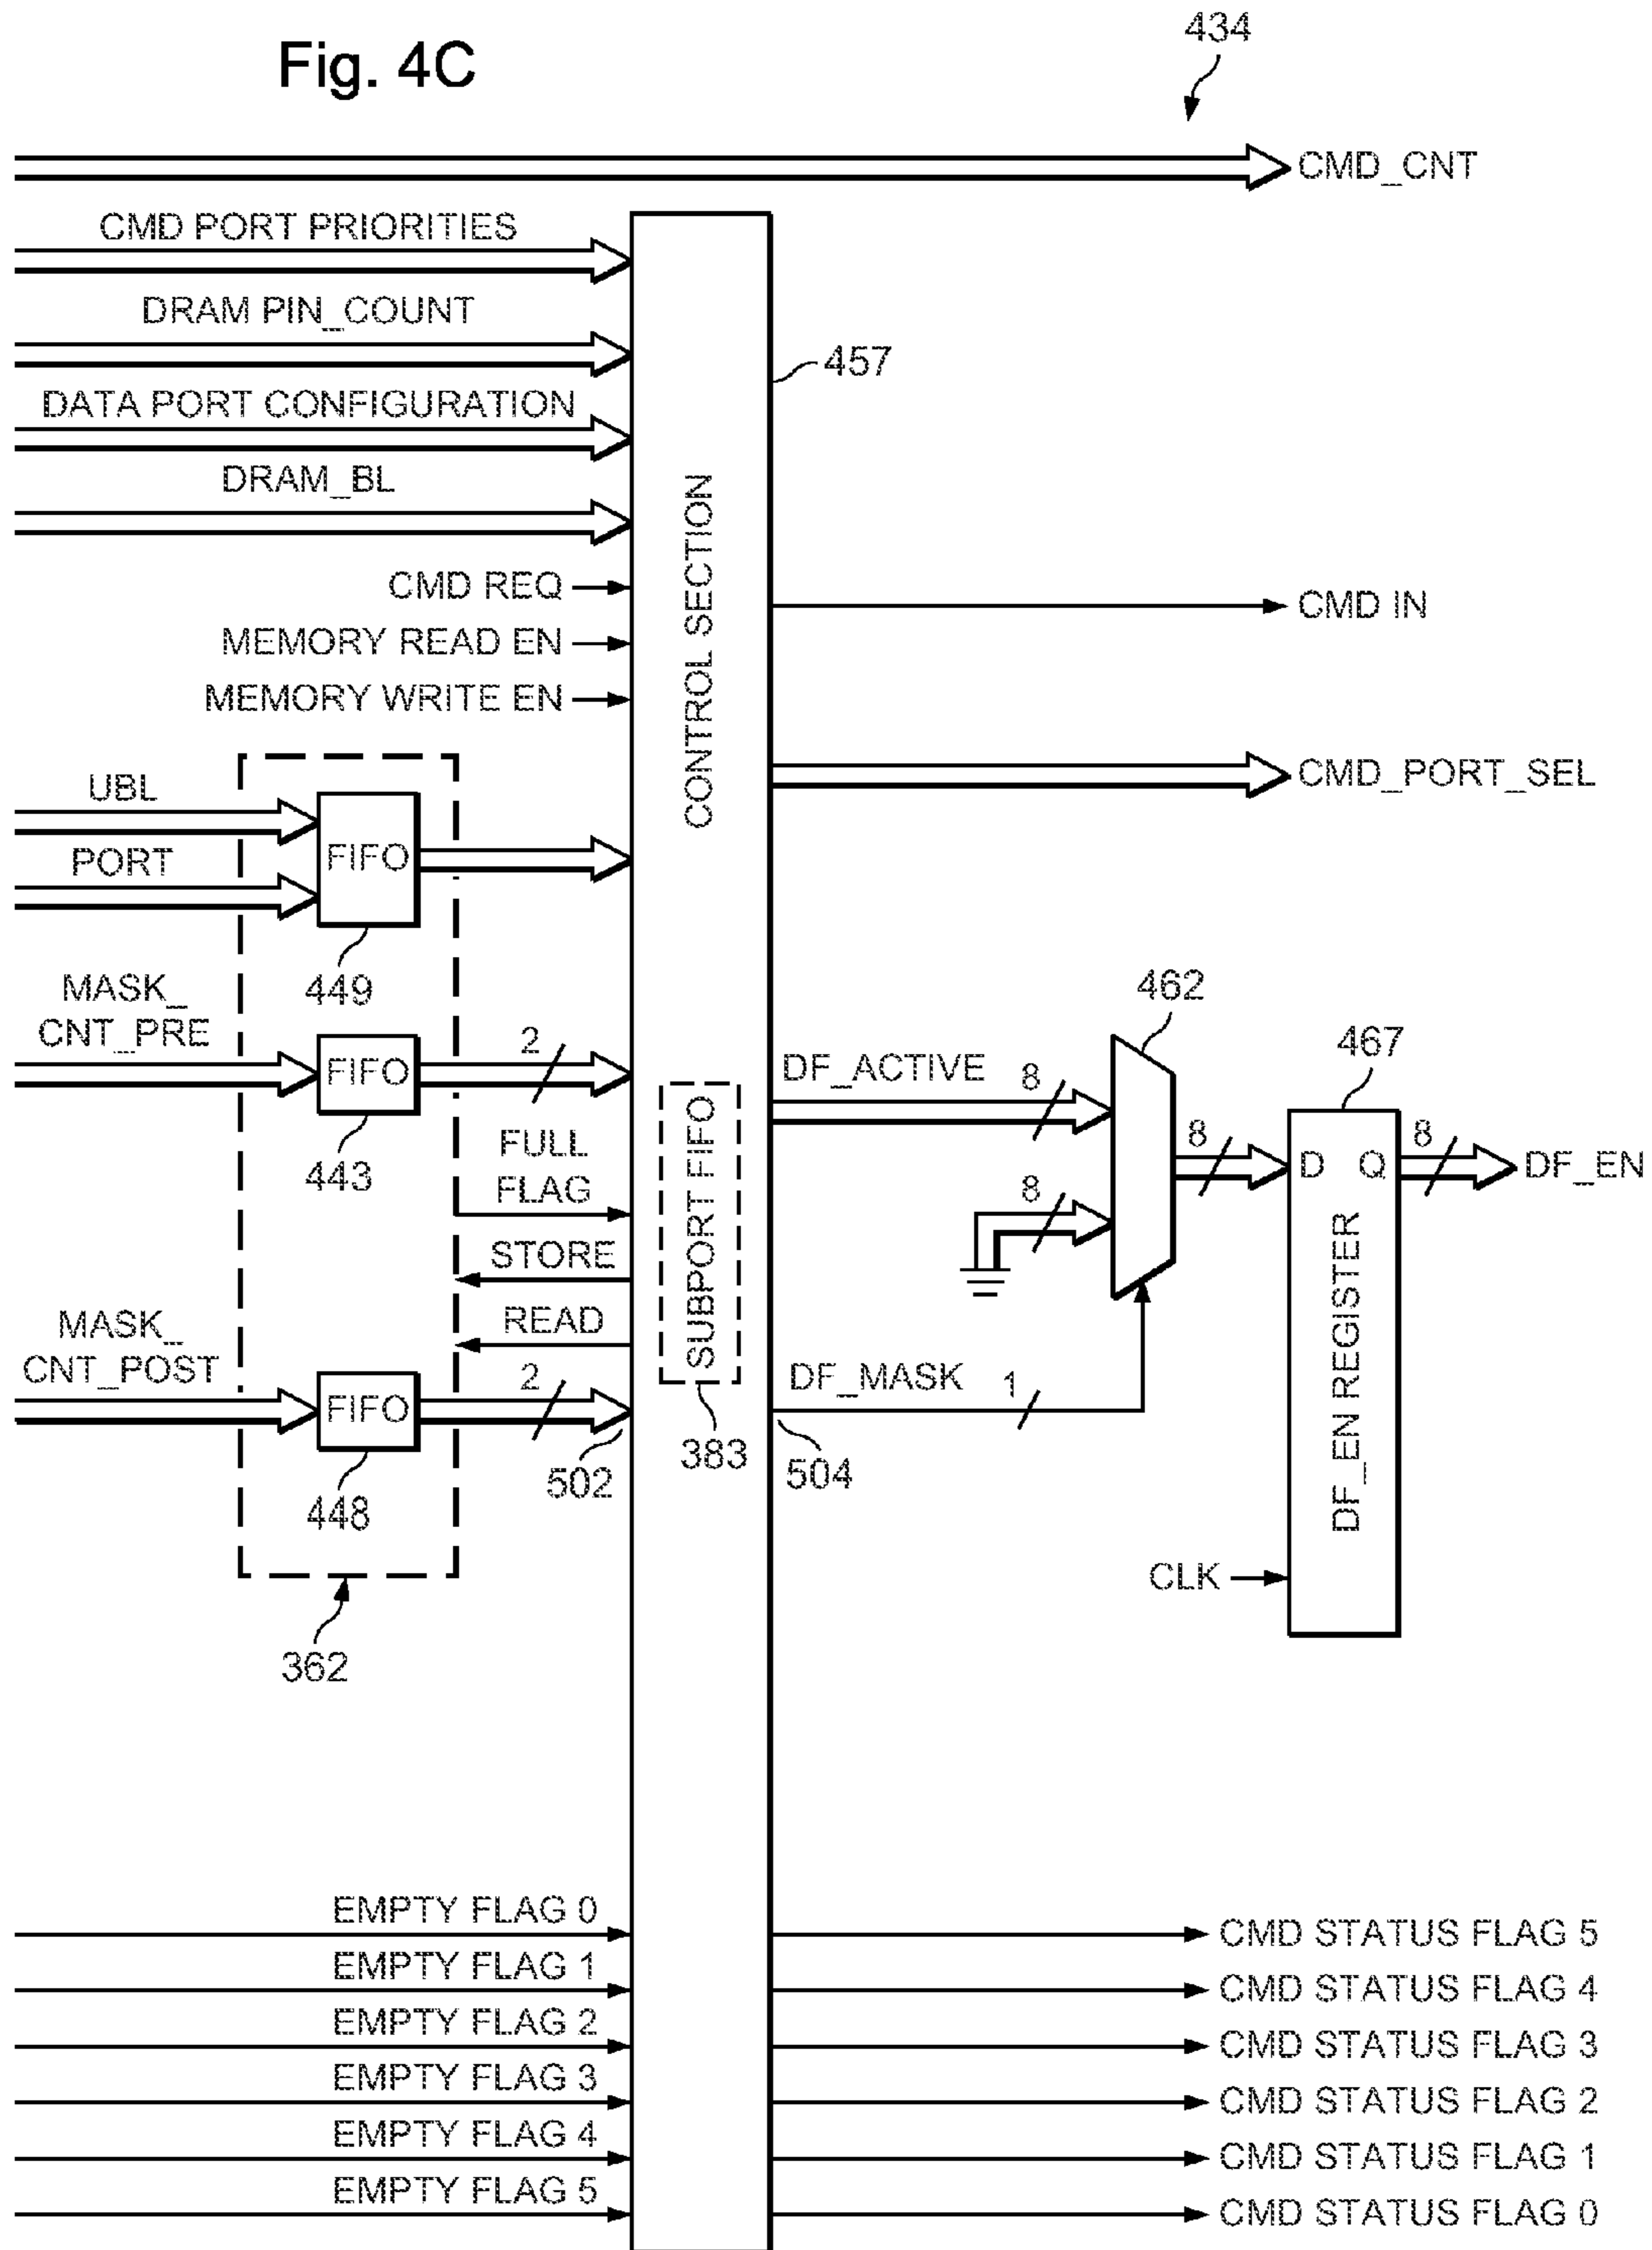 Fig. 4C
434
CMD_CNT
CMD PORT PRIORITIES
DRAM PIN_COUNT
457
DATA PORT CONFIGURATION
DRAM_BL
CONTROL SECTION
CMD REQ
CMD IN
MEMORY READ EN
MEMORY WRITE EN
CMD_PORT_SEL
UBL
PORT
FIFO
449
MASK_
CNT_PRE
FIFO
2
443
462
467
DF_ACTIVE
8
8
D Q
8
DF_EN
FULL
FLAG
SUBPORT FIFO
8
STORE
READ
DF_EN REGISTER
MASK_
CNT_POST
FIFO
2
DF_MASK
1
448
502
383
504
CLK
362
EMPTY FLAG 0
CMD STATUS FLAG 5
EMPTY FLAG 1
CMD STATUS FLAG 4
EMPTY FLAG 2
CMD STATUS FLAG 3
EMPTY FLAG 3
CMD STATUS FLAG 2
EMPTY FLAG 4
CMD STATUS FLAG 1
EMPTY FLAG 5
CMD STATUS FLAG 0